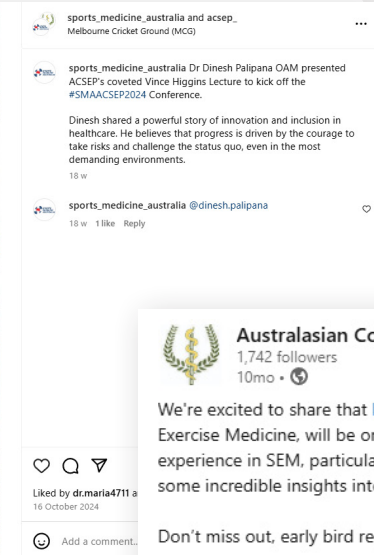 sports_medicine_australia and acsep_
Melbourne Cricket Ground (MCG)
sports_medicine_australia Dr Dinesh Palipana OAM presented
ACSEP's coveted Vince Higgins Lecture to kick off the
#SMAACSEP2024 Conference.
Dinesh shared a powerful story of innovation and inclusion in
healthcare. He believes that progress is driven by the courage to
take risks and challenge the status quo, even in the most
demanding environments.
18 w
sports_medicine_australia @dinesh.palipana
18 w 1 like Reply
Liked by dr.maria4711 a
16 October 2024
Add a comment..
Australasian Co
1,742 followers
10mo •
We're excited to share that
Exercise Medicine, will be or
experience in SEM, particula
some incredible insights int
Don't miss out, early bird re